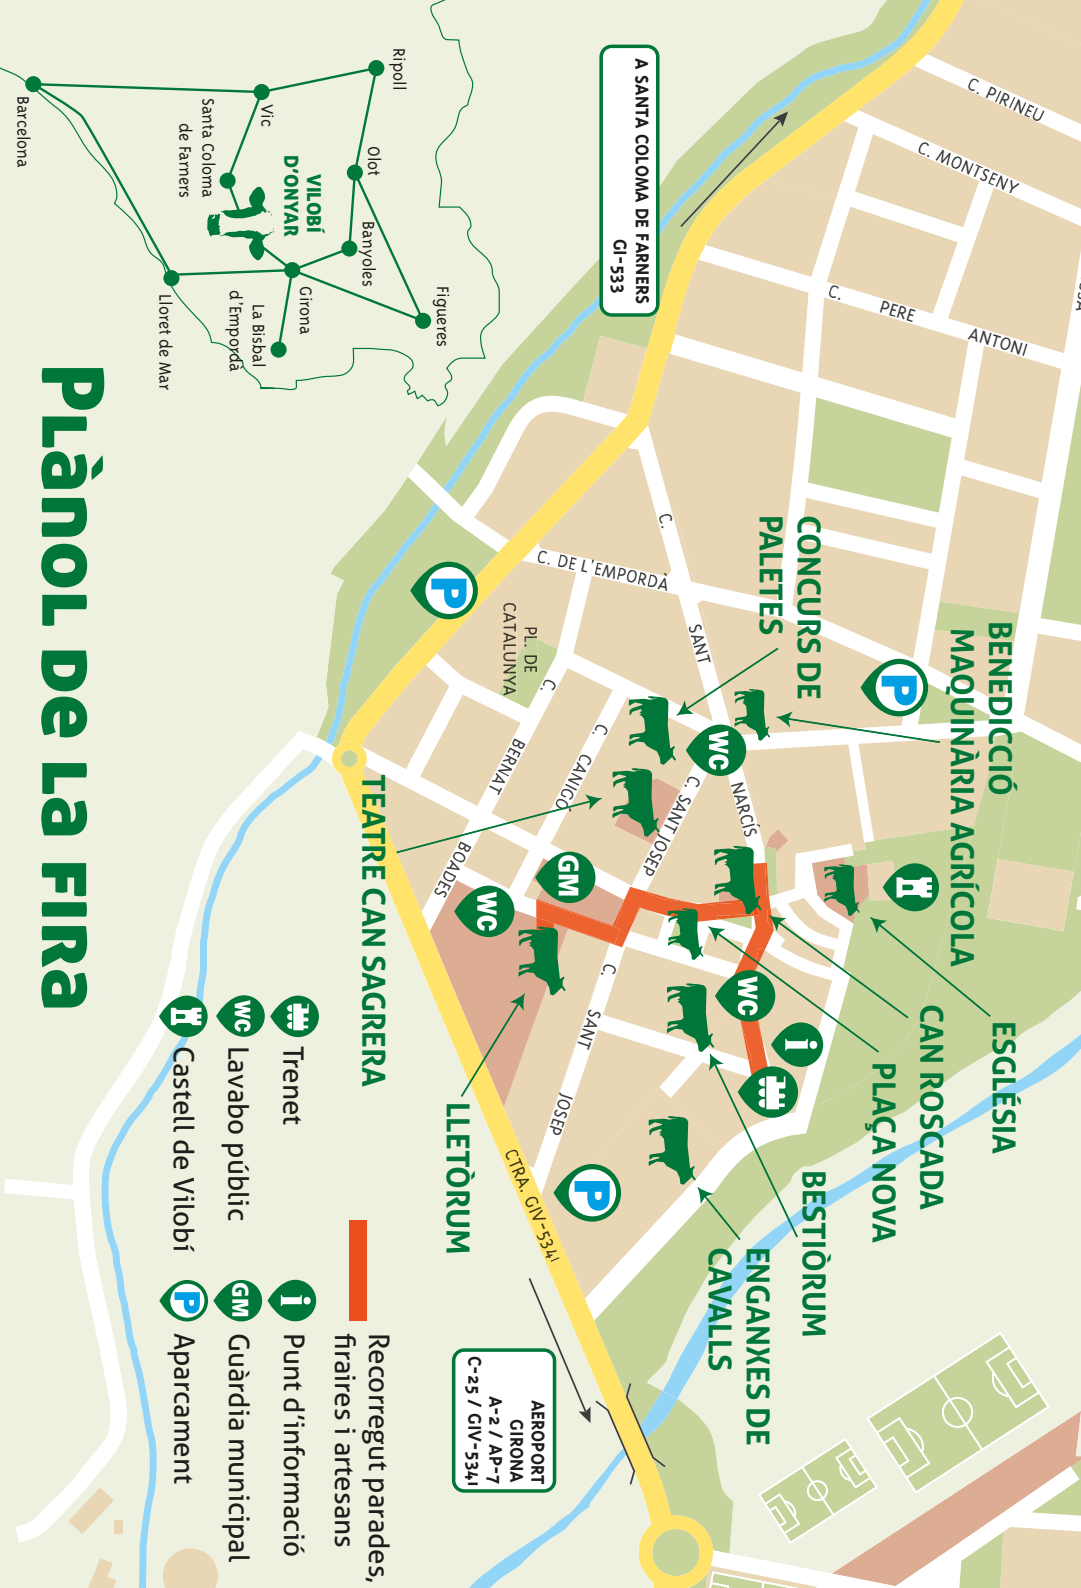 PLÀNOL DE LA FIRA
Ripoll
Olot
Figueres
Vic
Banyoles
VILOBÍ
D'ONYAR
Girona
Santa Coloma
de Farners
La Bisbal
d'Empordà
Barcelona
Lloret de Mar
A SANTA COLOMA DE FARNERS
GI-533
C. PIRINEU
C. MONTSENY
C. PERE ANTONI
C. DE L'EMPORDÀ
C. SANT NARCÍS
PL. DE
CATALUNYA
C. BERNAT BOADES
C. CANIGÓ
C. SANT JOSEP
C. SANT JOSEP
CTRA. GIV-5341
BENEDICCIÓ
MAQUINÀRIA AGRÍCOLA
CONCURS DE
PALETES
ESGLÉSIA
CAN ROSCADA
PLAÇA NOVA
BESTIÒRUM
ENGANXES DE
CAVALLS
TEATRE CAN SAGRERA
LLETÒRUM
P
P
P
WC
WC
WC
GM
i
AEROPORT
GIRONA
A-2 / AP-7
C-25 / GIV-5341
Recorregut parades,
firaires i artesans
Trenet
WC Lavabo públic
Castell de Vilobí
i Punt d'informació
GM Guàrdia municipal
P Aparcament